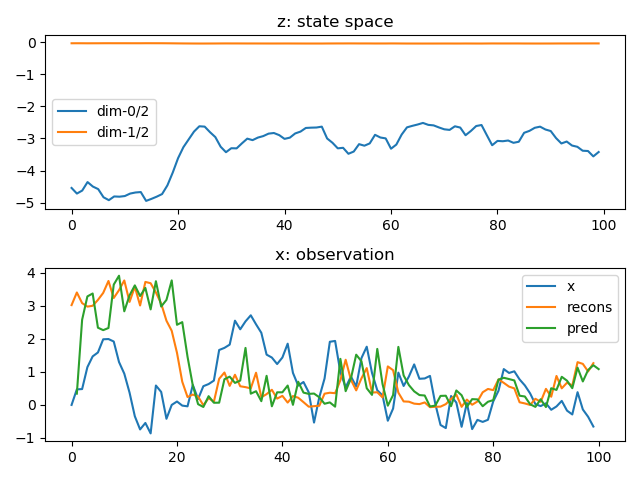 z: state space
0
−1
−2
−3
−4
−5
dim-0/2
dim-1/2
0 20 40 60 80 100
x: observation
4
3
2
1
0
−1
x
recons
pred
0 20 40 60 80 100